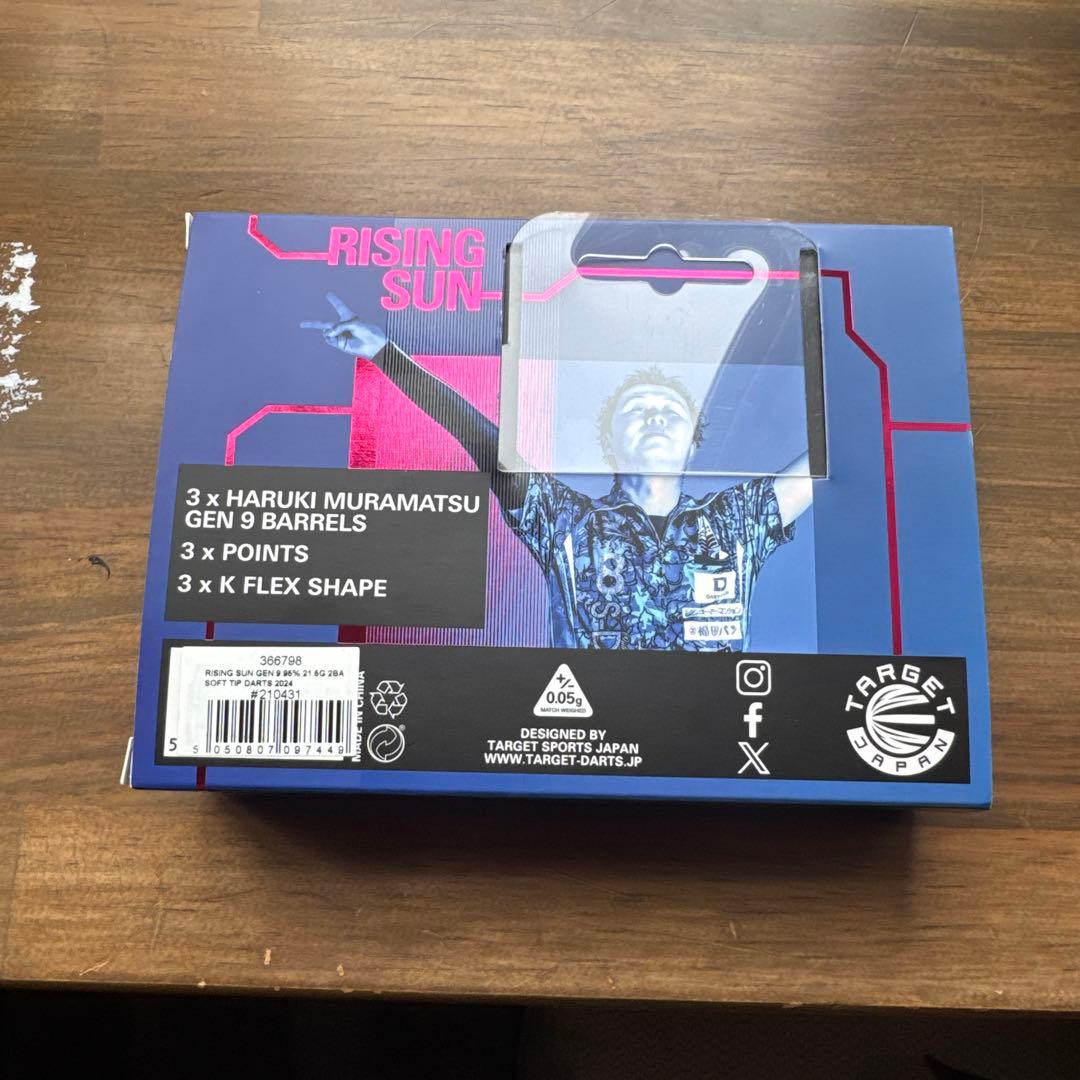 RISING
SUN
3 x HARUKI MURAMATSU
GEN 9 BARRELS
3 x POINTS
3 x K FLEX SHAPE
D
366798
RISING SUN GEN 9 95% 21.5G 2BA
SOFT TIP DARTS 2024
#210431
5 050807 097449
MADE IN CHINA
+/-
0.05g
MATCH WEIGHED
DESIGNED BY
TARGET SPORTS JAPAN
WWW.TARGET-DARTS.JP
TARGET
JAPAN